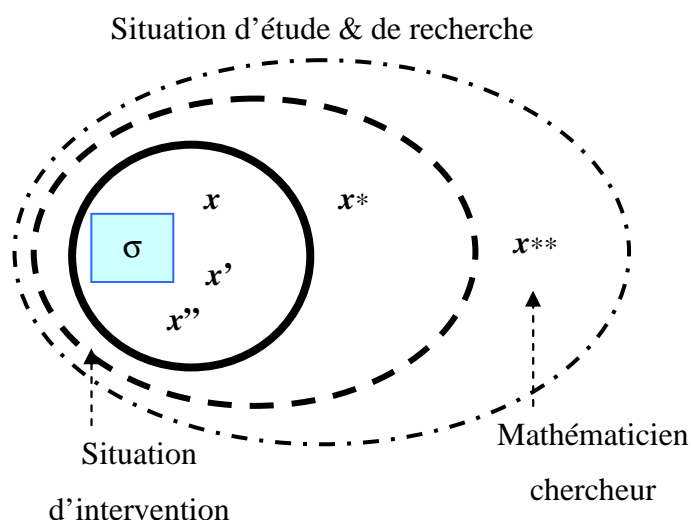 Situation d’étude & de recherche
x x*
σ x**
x’
x”
Situation
d’intervention
Mathématicien
chercheur